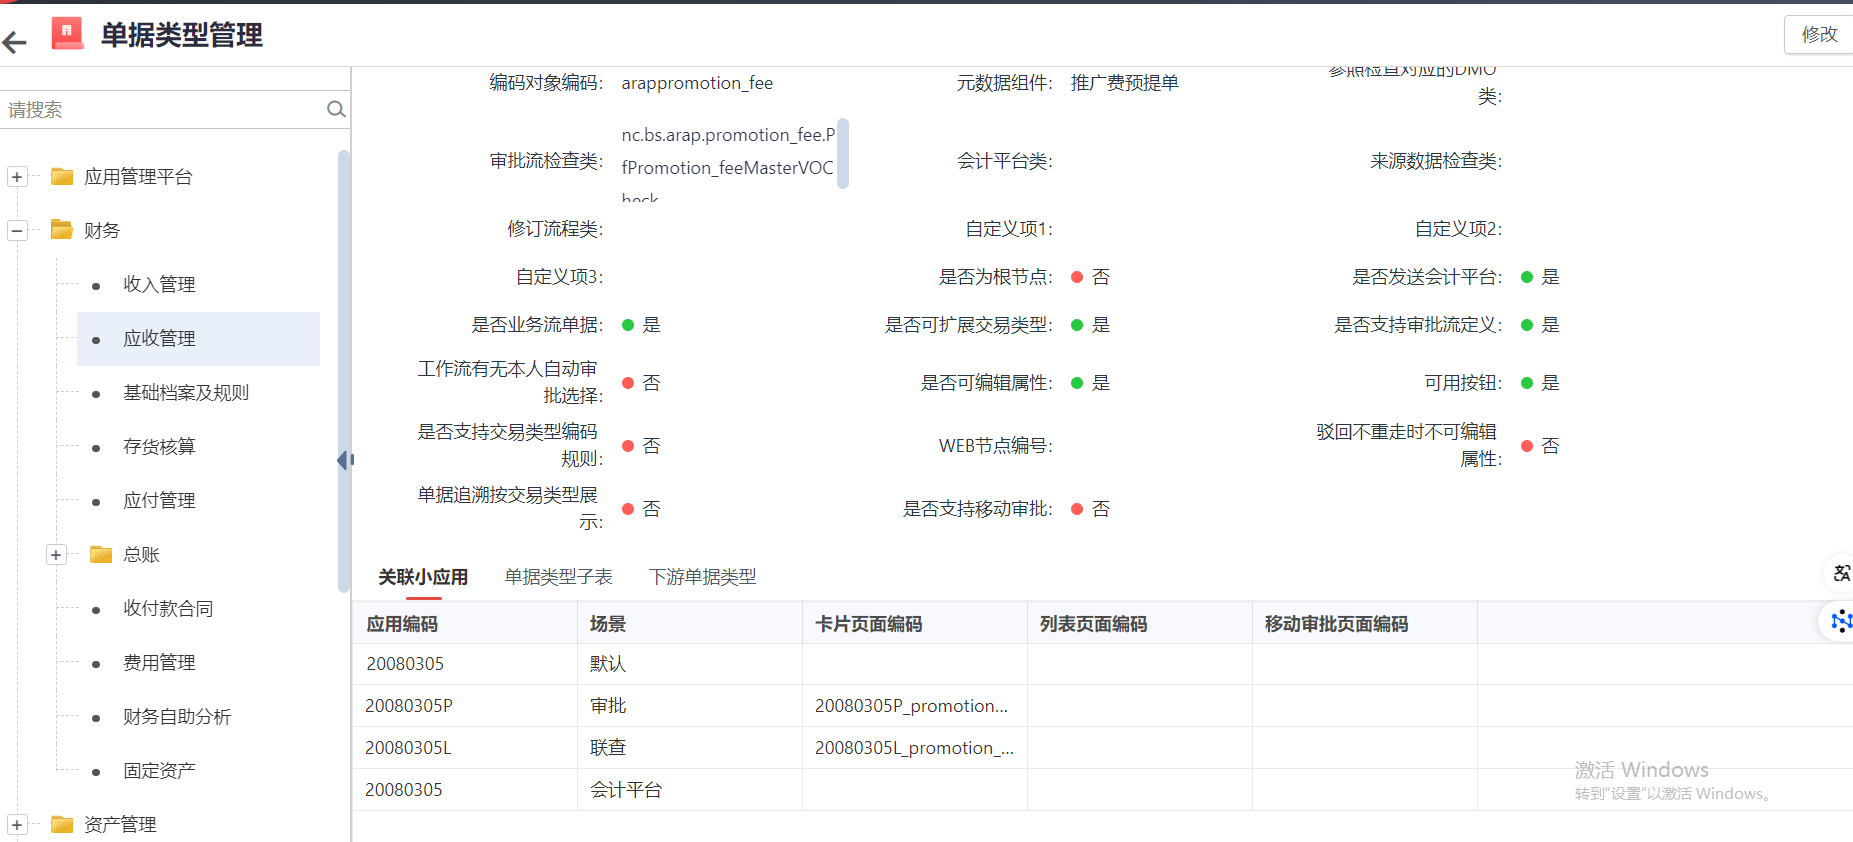 单据类型管理
修改
请搜索
应用管理平台
财务
收入管理
应收管理
基础档案及规则
存货核算
应付管理
总账
收付款合同
费用管理
财务自助分析
固定资产
资产管理
编码对象编码: arappromotion_fee 元数据组件: 推广费预提单 参照检查对应的DMO
类:
审批流检查类: nc.bs.arap.promotion_fee.P
fPromotion_feeMasterVOC
heck
会计平台类: 来源数据检查类:
修订流程类: 自定义项1: 自定义项2:
自定义项3: 是否为根节点: 否 是否发送会计平台: 是
是否业务流单据: 是 是否可扩展交易类型: 是 是否支持审批流定义: 是
工作流有无本人自动审
批选择: 否 是否可编辑属性: 是 可用按钮: 是
是否支持交易类型编码
规则: 否 WEB节点编号: 驳回不重走时不可编辑
属性: 否
单据追溯按交易类型展
示: 否 是否支持移动审批: 否
关联小应用 单据类型子表 下游单据类型
应用编码 场景 卡片页面编码 列表页面编码 移动审批页面编码
20080305 默认
20080305P 审批 20080305P_promotion...
20080305L 联查 20080305L_promotion_...
20080305 会计平台
激活 Windows
转到"设置"以激活 Windows。